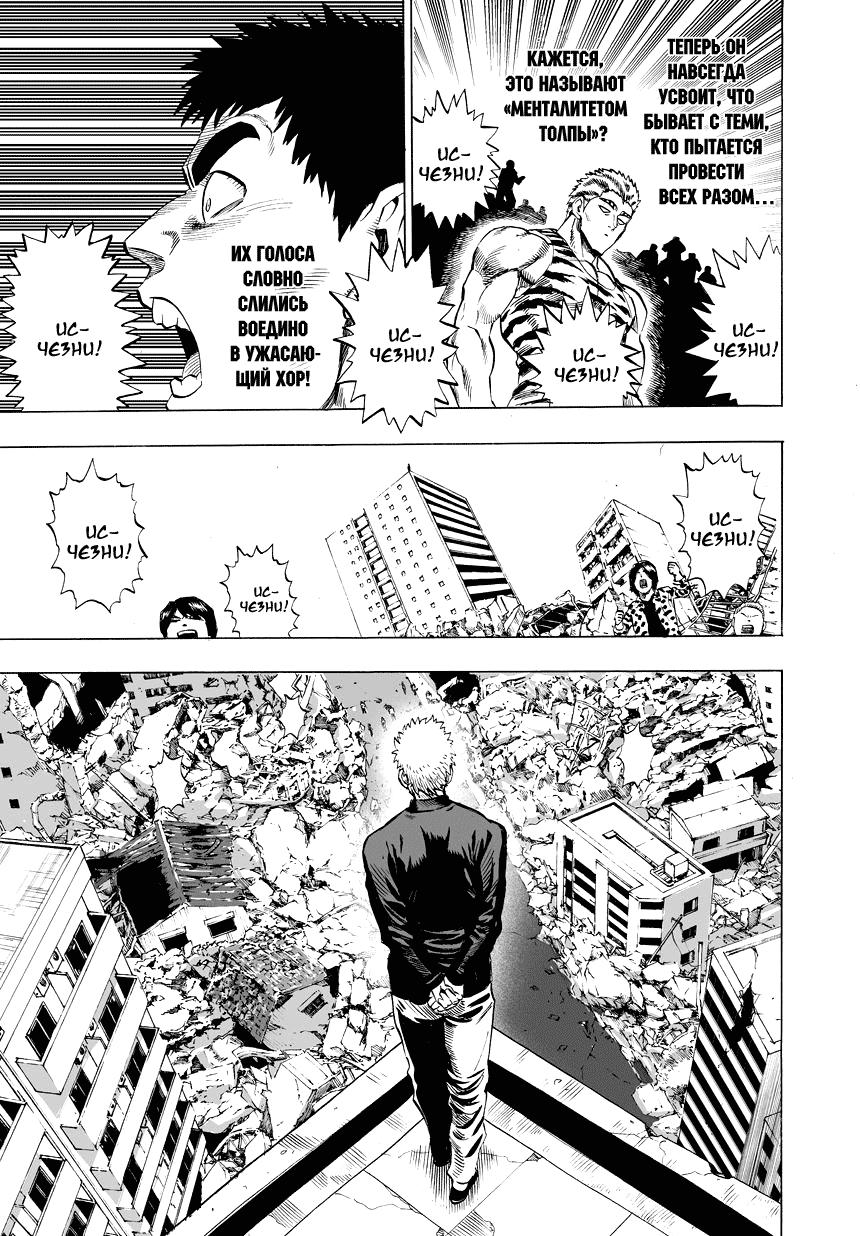 ТЕПЕРЬ ОН
НАВСЕГДА
УСВОИТ, ЧТО
БЫВАЕТ С ТЕМИ,
КТО ПЫТАЕТСЯ
ПРОВЕСТИ
ВСЕХ РАЗОМ...
КАЖЕТСЯ,
ЭТО НАЗЫВАЮТ
«МЕНТАЛИТЕТОМ
ТОЛПЫ»?
ИС-
ЧЕЗНИ!
ИС-
ЧЕЗНИ!
ИС-
ЧЕЗНИ!
ИС-
ЧЕЗНИ!
ИХ ГОЛОСА
СЛОВНО
СЛИЛИСЬ
ВОЕДИНО
В УЖАСАЮ-
ЩИЙ ХОР!
ИС-
ЧЕЗНИ!
ИС-
ЧЕЗНИ!
ИС-
ЧЕЗНИ!
ИС-
ЧЕЗНИ!